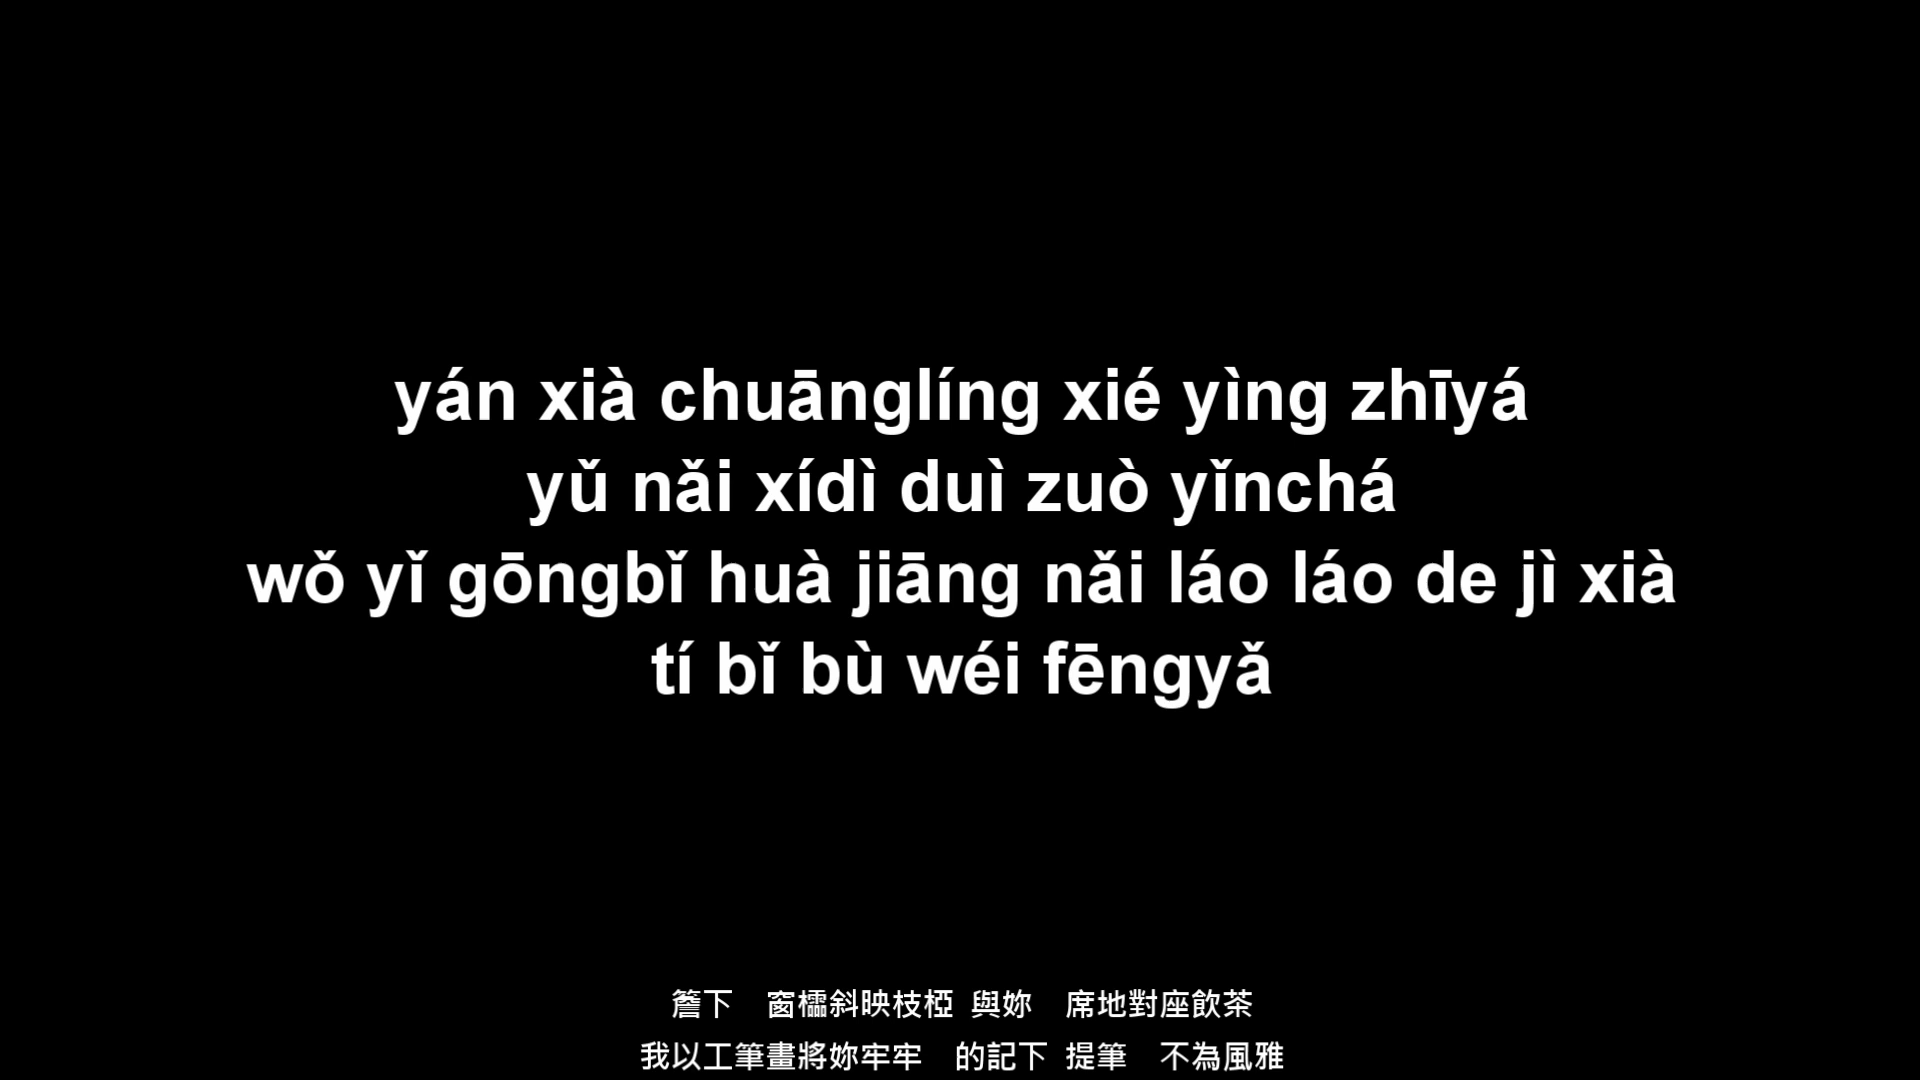 yán xià chuānglíng xié yìng zhīyá
yǔ nǎi xídì duì zuò yǐnchá
wǒ yǐ gōngbǐ huà jiāng nǎi láo láo de jì xià
tí bǐ bù wéi fēngyǎ
簷下　窗櫺斜映枝椏 與妳　席地對座飲茶
我以工筆畫將妳牢牢　的記下 提筆　不為風雅